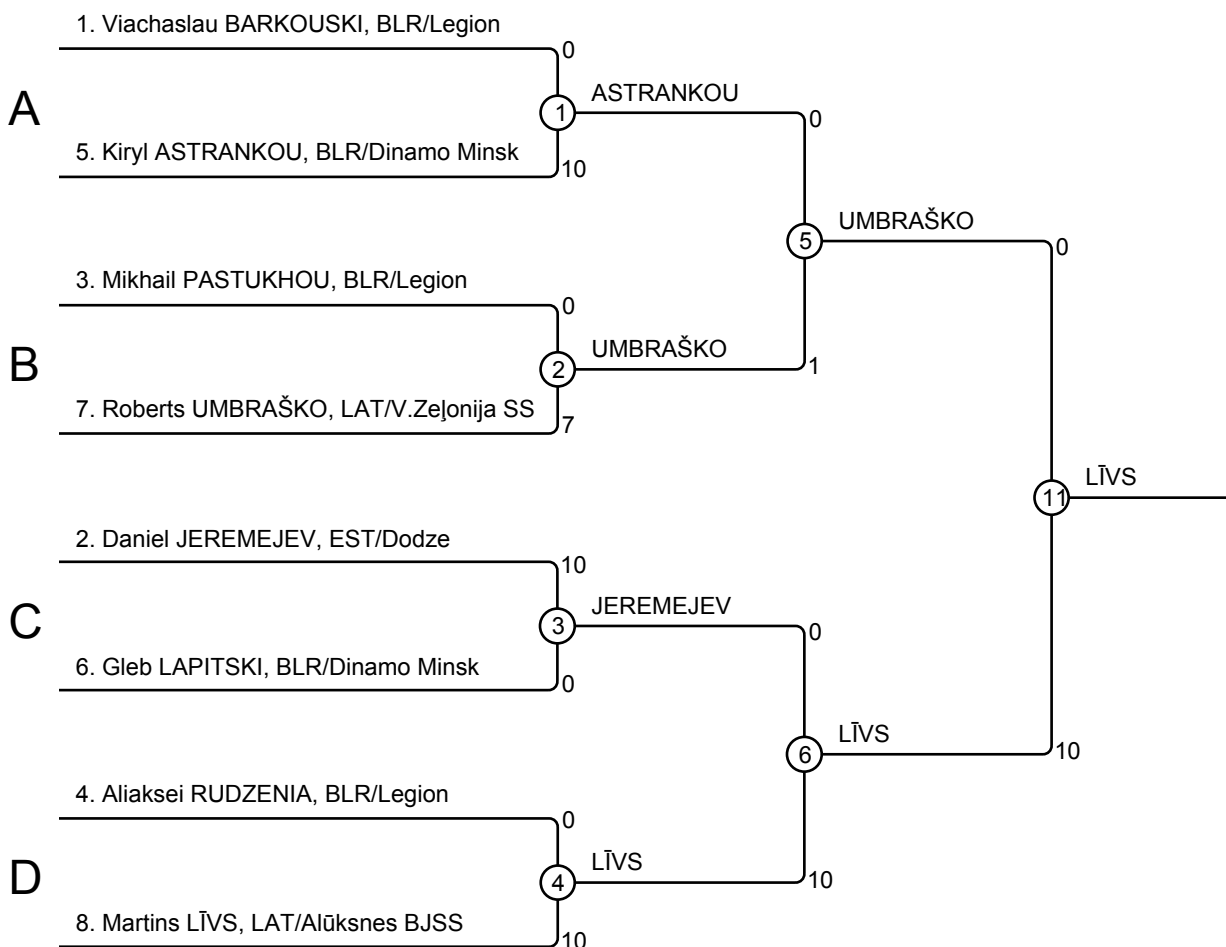 1. Viachaslau BARKOUSKI, BLR/Legion
0
A
1
ASTRANKOU
0
5. Kiryl ASTRANKOU, BLR/Dinamo Minsk
10
5
UMBRAŠKO
0
3. Mikhail PASTUKHOU, BLR/Legion
0
B
2
UMBRAŠKO
1
7. Roberts UMBRAŠKO, LAT/V.Zeļonija SS
7
11
LĪVS
2. Daniel JEREMEJEV, EST/Dodze
10
C
3
JEREMEJEV
0
6. Gleb LAPITSKI, BLR/Dinamo Minsk
0
6
LĪVS
10
4. Aliaksei RUDZENIA, BLR/Legion
0
D
4
LĪVS
10
8. Martins LĪVS, LAT/Alūksnes BJSS
10